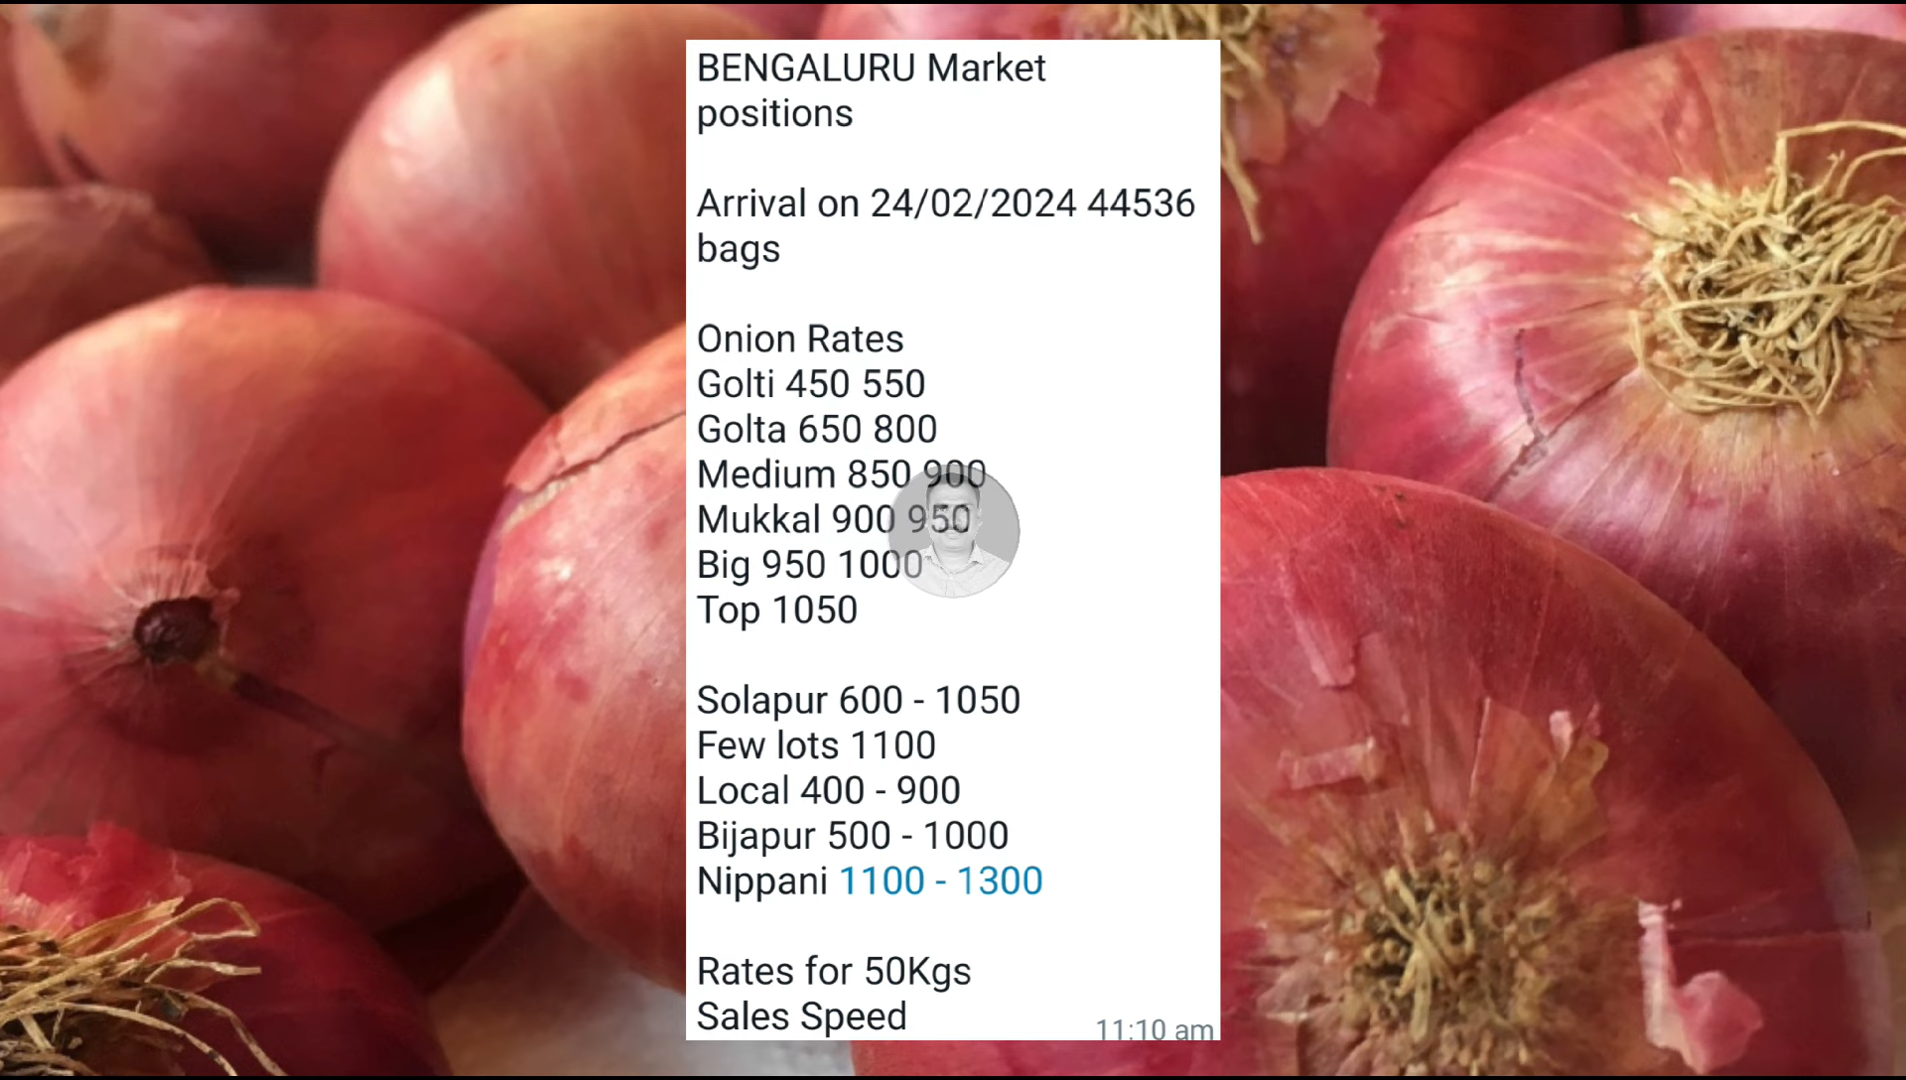 BENGALURU Market
positions
Arrival on 24/02/2024 44536
bags
Onion Rates
Golti 450 550
Golta 650 800
Medium 850 900
Mukkal 900 950
Big 950 1000
Top 1050
Solapur 600 - 1050
Few lots 1100
Local 400 - 900
Bijapur 500 - 1000
Nippani 1100 - 1300
Rates for 50Kgs
Sales Speed
11:10 am